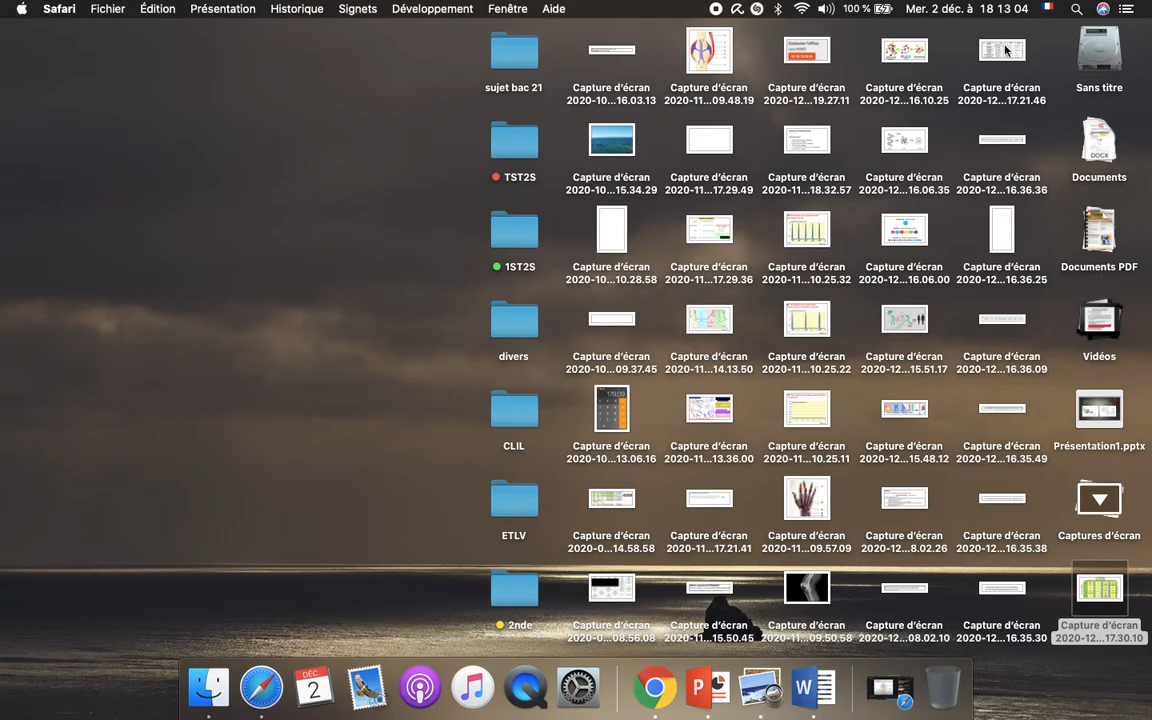 Safari Fichier Édition Présentation Historique Signets Développement Fenêtre Aide 100 % Mer. 2 déc. à 18 13 04
sujet bac 21
Capture d'écran
2020-10...16.03.13
Capture d'écran
2020-11...09.48.19
Capture d'écran
2020-12...19.27.11
Capture d'écran
2020-12...16.10.25
Capture d'écran
2020-12...17.21.46
Sans titre
TST2S
Capture d'écran
2020-10...15.34.29
Capture d'écran
2020-11...17.29.49
Capture d'écran
2020-11...18.32.57
Capture d'écran
2020-12...16.06.35
Capture d'écran
2020-12...16.36.36
DOCX
Documents
1ST2S
Capture d'écran
2020-10...10.28.58
Capture d'écran
2020-11...17.29.36
Capture d'écran
2020-11...10.25.32
Capture d'écran
2020-12...16.06.00
Capture d'écran
2020-12...16.36.25
Documents PDF
divers
Capture d'écran
2020-10...09.37.45
Capture d'écran
2020-11...14.13.50
Capture d'écran
2020-11...10.25.22
Capture d'écran
2020-12...15.51.17
Capture d'écran
2020-12...16.36.09
Vidéos
CLIL
Capture d'écran
2020-10...13.06.16
Capture d'écran
2020-11...13.36.00
Capture d'écran
2020-11...10.25.11
Capture d'écran
2020-12...15.48.12
Capture d'écran
2020-12...16.35.49
Présentation1.pptx
ETLV
Capture d'écran
2020-0...14.58.58
Capture d'écran
2020-11...17.21.41
Capture d'écran
2020-11...09.57.09
Capture d'écran
2020-12...8.02.26
Capture d'écran
2020-12...16.35.38
Captures d'écran
2nde
Capture d'écran
2020-0...08.56.08
Capture d'écran
2020-11...15.50.45
Capture d'écran
2020-11...09.50.58
Capture d'écran
2020-12...08.02.10
Capture d'écran
2020-12...16.35.30
Capture d'écran
2020-12...17.30.10
DÉC.
2
P
W